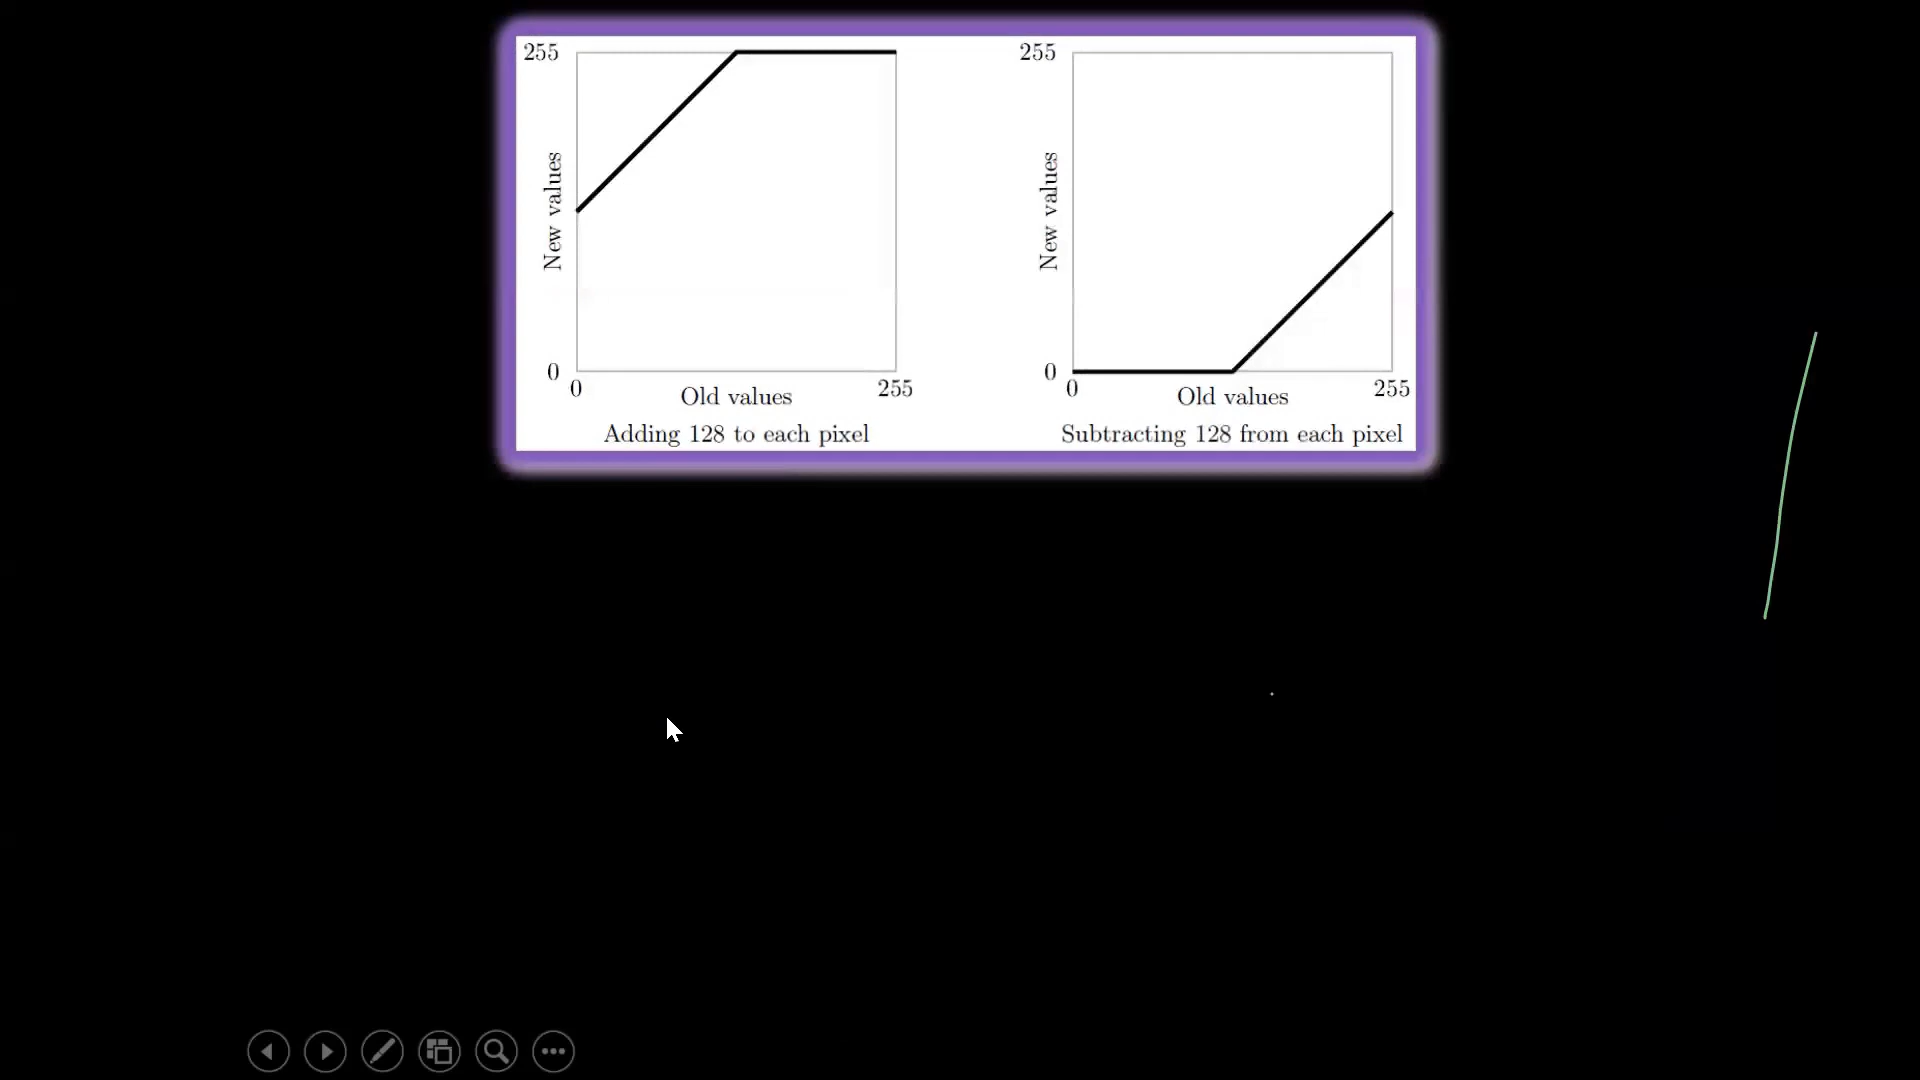 255
New values
0
0
255
Old values
Adding 128 to each pixel
255
New values
0
0
255
Old values
Subtracting 128 from each pixel